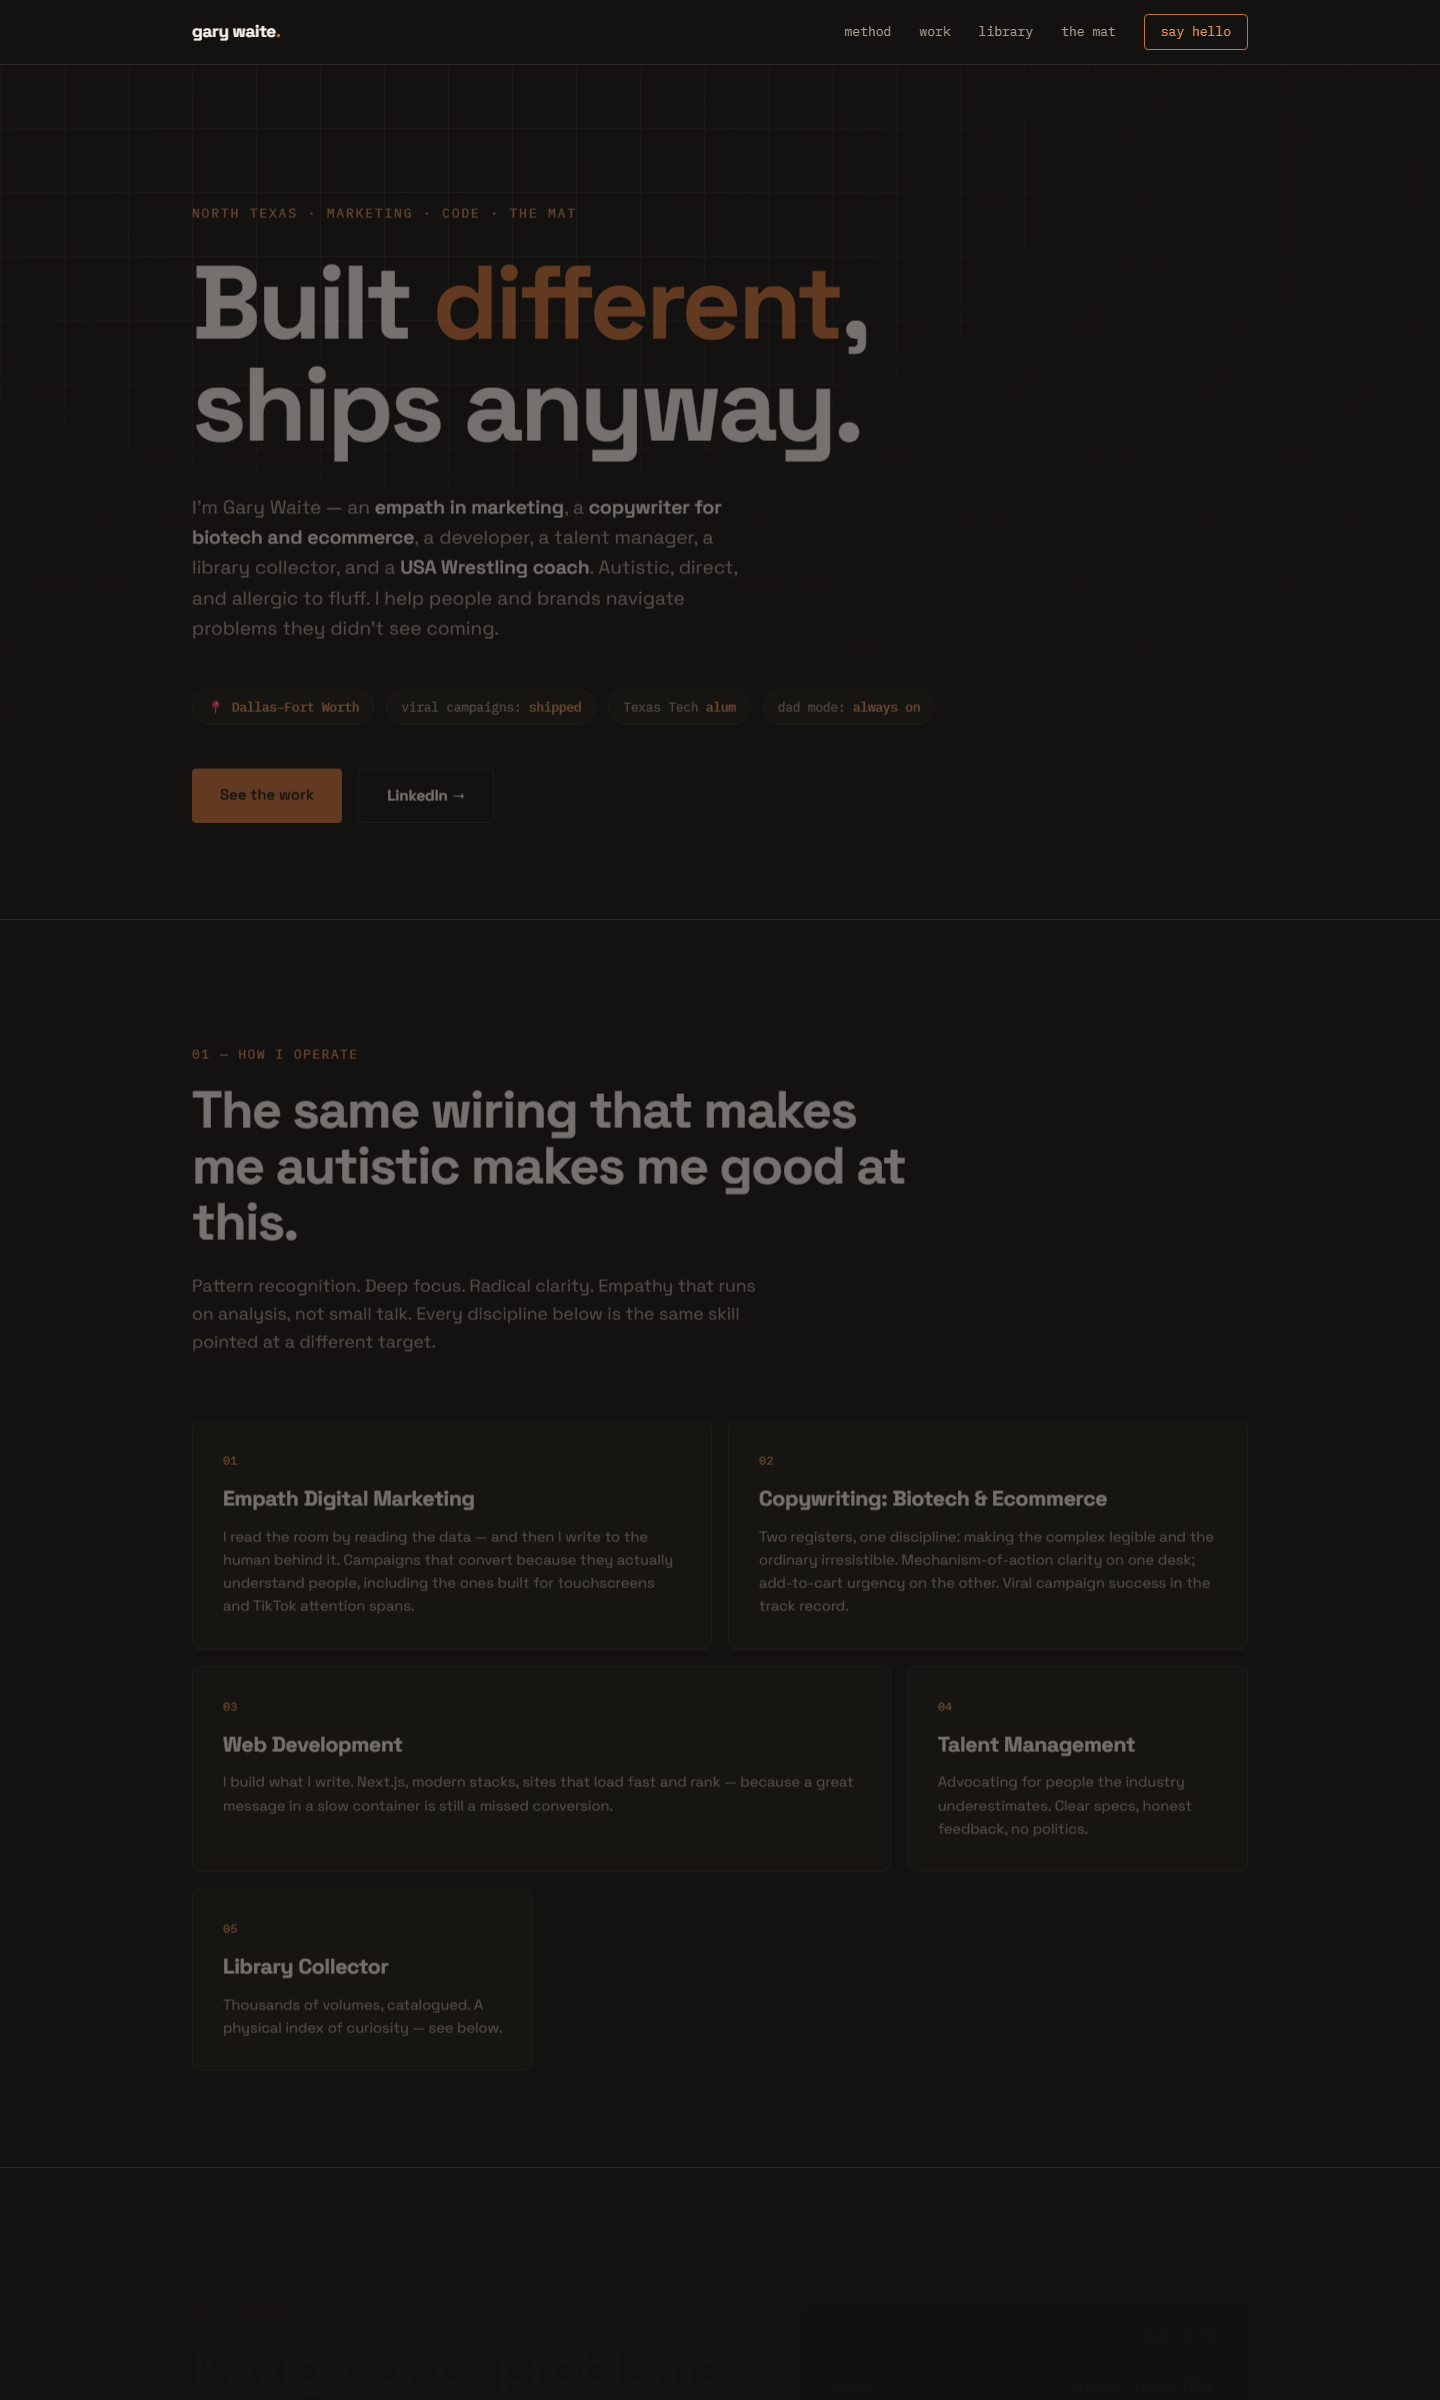 gary waite.
method work library the mat say hello
NORTH TEXAS · MARKETING · CODE · THE MAT
Built different,
ships anyway.
I'm Gary Waite — an empath in marketing, a copywriter for
biotech and ecommerce, a developer, a talent manager, a
library collector, and a USA Wrestling coach. Autistic, direct,
and allergic to fluff. I help people and brands navigate
problems they didn't see coming.
📍 Dallas–Fort Worth viral campaigns: shipped Texas Tech alum dad mode: always on
See the work LinkedIn →
01 — HOW I OPERATE
The same wiring that makes
me autistic makes me good at
this.
Pattern recognition. Deep focus. Radical clarity. Empathy that runs
on analysis, not small talk. Every discipline below is the same skill
pointed at a different target.
01
Empath Digital Marketing
I read the room by reading the data — and then I write to the
human behind it. Campaigns that convert because they actually
understand people, including the ones built for touchscreens
and TikTok attention spans.
02
Copywriting: Biotech & Ecommerce
Two registers, one discipline: making the complex legible and the
ordinary irresistible. Mechanism-of-action clarity on one desk;
add-to-cart urgency on the other. Viral campaign success in the
track record.
03
Web Development
I build what I write. Next.js, modern stacks, sites that load fast and rank — because a great
message in a slow container is still a missed conversion.
04
Talent Management
Advocating for people the industry
underestimates. Clear specs, honest
feedback, no politics.
05
Library Collector
Thousands of volumes, catalogued. A
physical index of curiosity — see below.
Navigator of problems